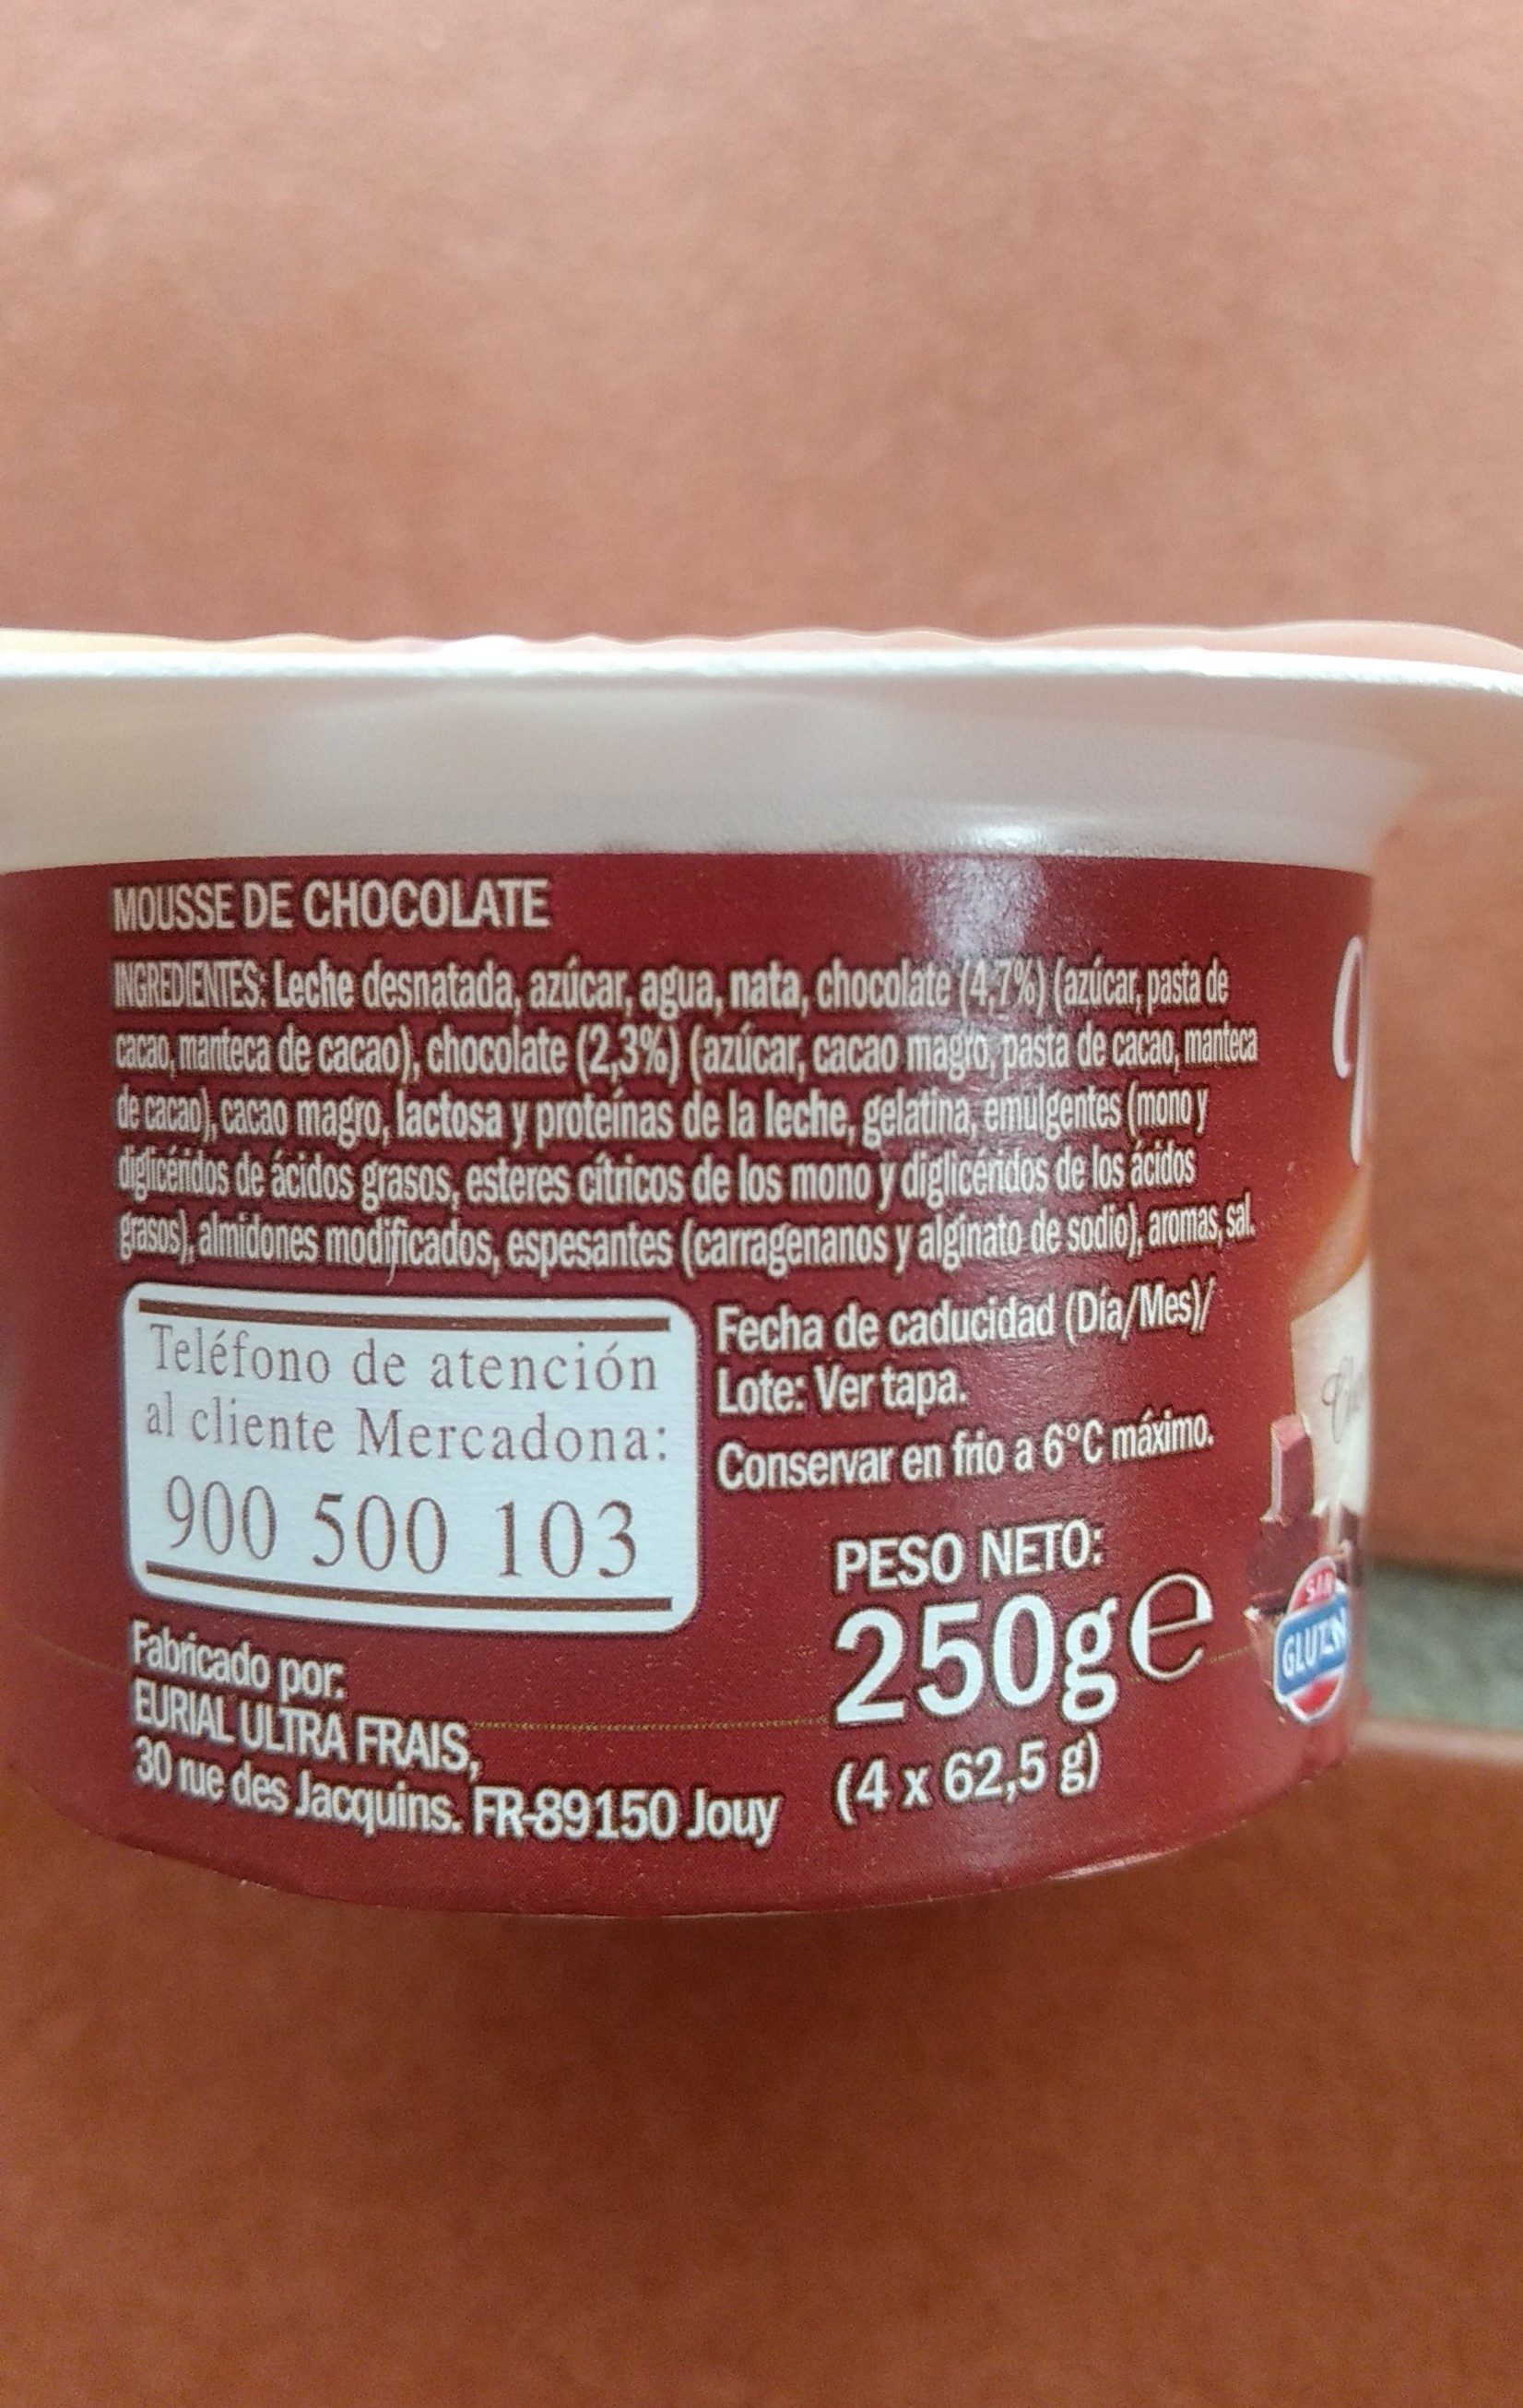 MOUSSE DE CHOCOLATE
INGREDIENTES: Leche desnatada, azúcar, agua, nata, chocolate (4,7%) (azúcar, pasta de
cacao, manteca de cacao), chocolate (2,3%) (azúcar, cacao magro, pasta de cacao, manteca
de cacao), cacao magro, lactosa y proteínas de la leche, gelatina, emulgentes (mono y
diglicéridos de ácidos grasos, esteres cítricos de los mono y diglicéridos de los ácidos
grasos), almidones modificados, espesantes (carragenanos y alginato de sodio), aromas, sal.
Teléfono de atención
al cliente Mercadona:
900 500 103
Fecha de caducidad (Día/Mes)/
Lote: Ver tapa.
Conservar en frio a 6°C máximo.
PESO NETO:
250g e
(4 x 62,5 g)
Fabricado por:
EURIAL ULTRA FRAIS,
30 rue des Jacquins. FR-89150 Jouy
SIN
GLUTEN